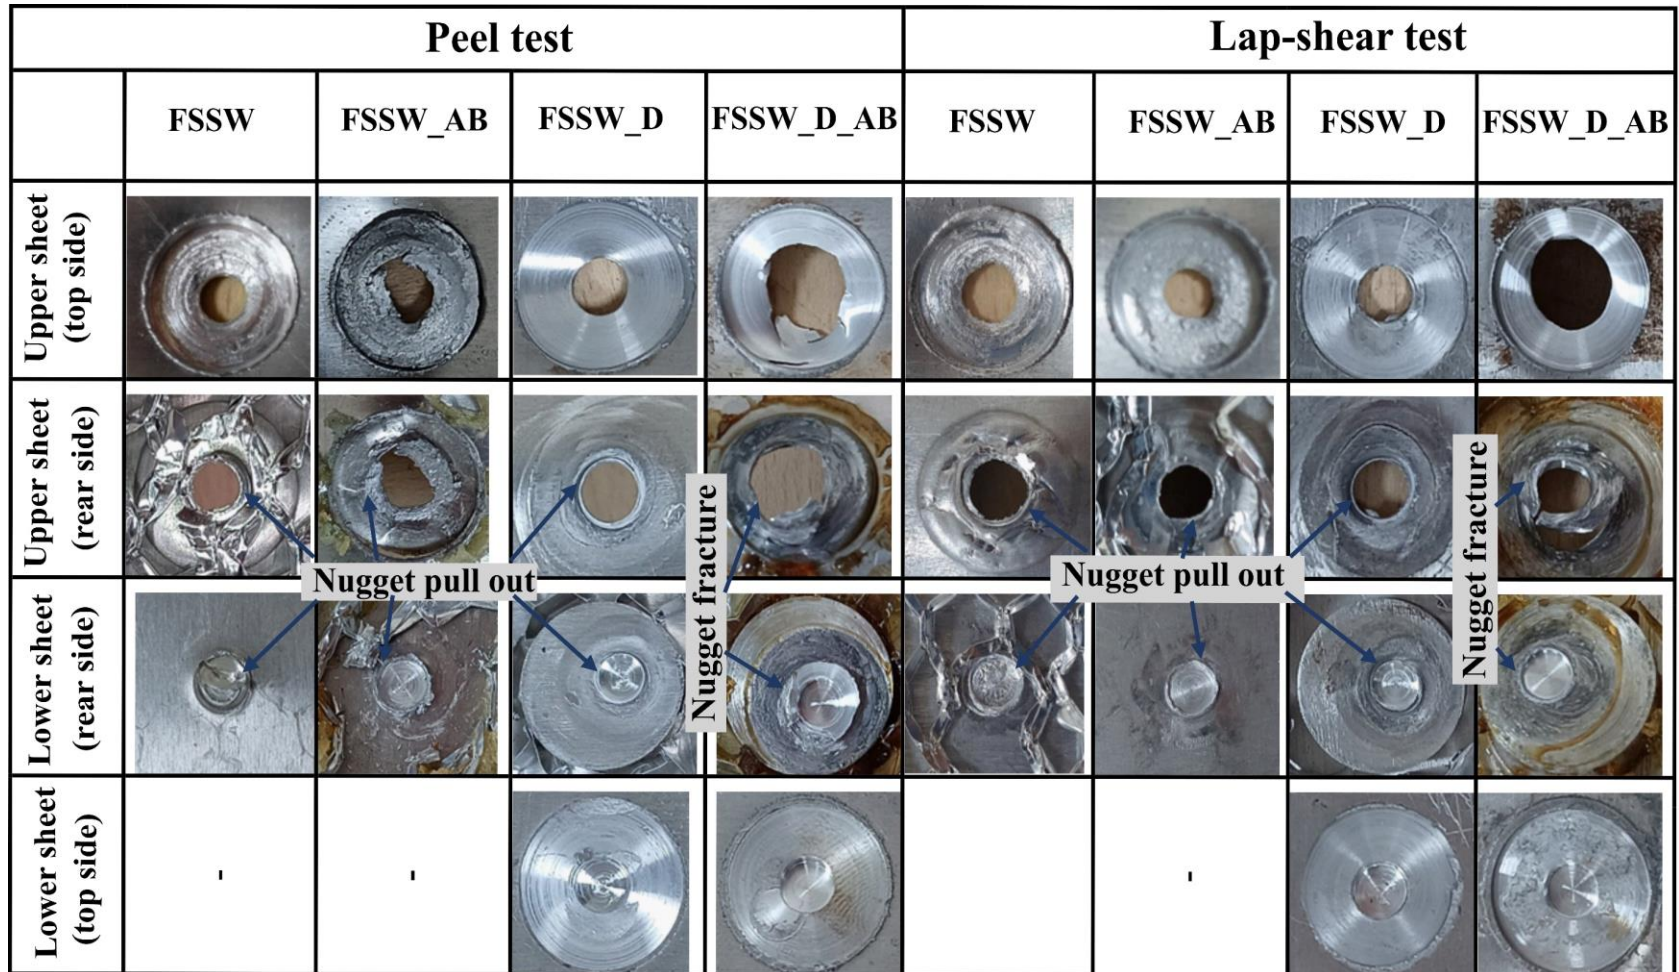 Peel test
Lap-shear test
FSSW
FSSW_AB
FSSW_D
FSSW_D_AB
FSSW
FSSW_AB
FSSW_D
FSSW_D_AB
Upper sheet
(top side)
Upper sheet
(rear side)
Nugget pull out
Nugget fracture
Nugget pull out
Nugget fracture
Lower sheet
(rear side)
Lower sheet
(top side)
-
-
-